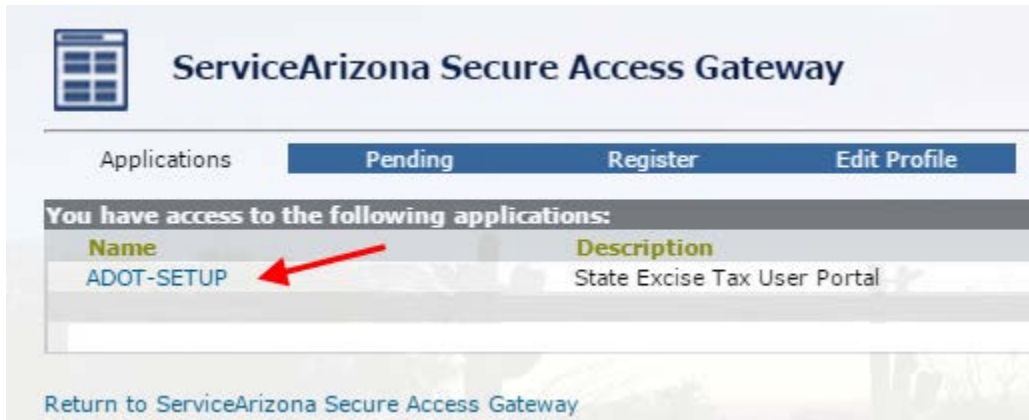 ServiceArizona Secure Access Gateway
Applications Pending Register Edit Profile
You have access to the following applications:
Name Description
ADOT-SETUP State Excise Tax User Portal
Return to ServiceArizona Secure Access Gateway